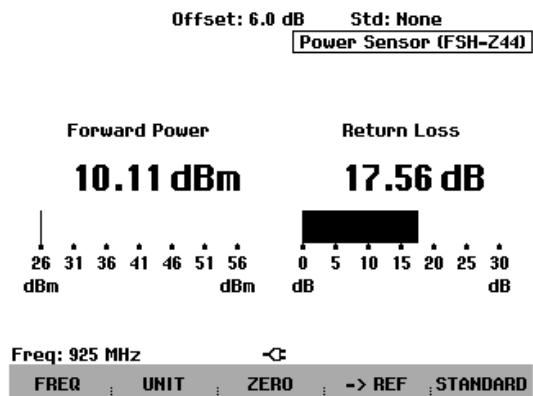 Offset: 6.0 dB Std: None
Power Sensor (FSH-Z44)
Forward Power Return Loss
10.11 dBm 17.56 dB
26 31 36 41 46 51 56 0 5 10 15 20 25 30
dBm dBm dB dB
Freq: 925 MHz
FREQ UNIT ZERO -> REF STANDARD